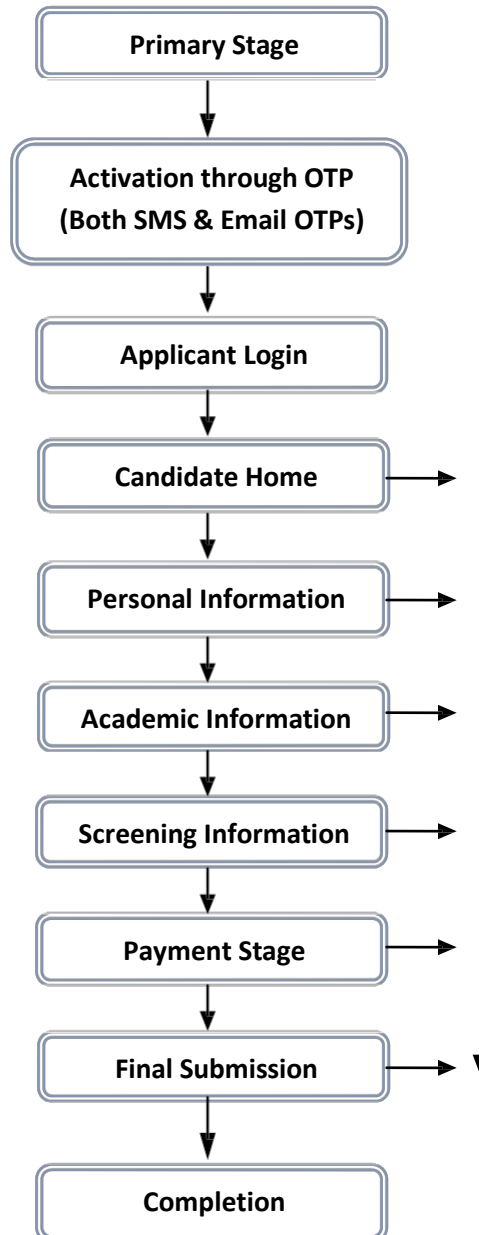 Primary Stage
Activation through OTP
(Both SMS & Email OTPs)
Applicant Login
Candidate Home
Personal Information
Academic Information
Screening Information
Payment Stage
Final Submission
Completion